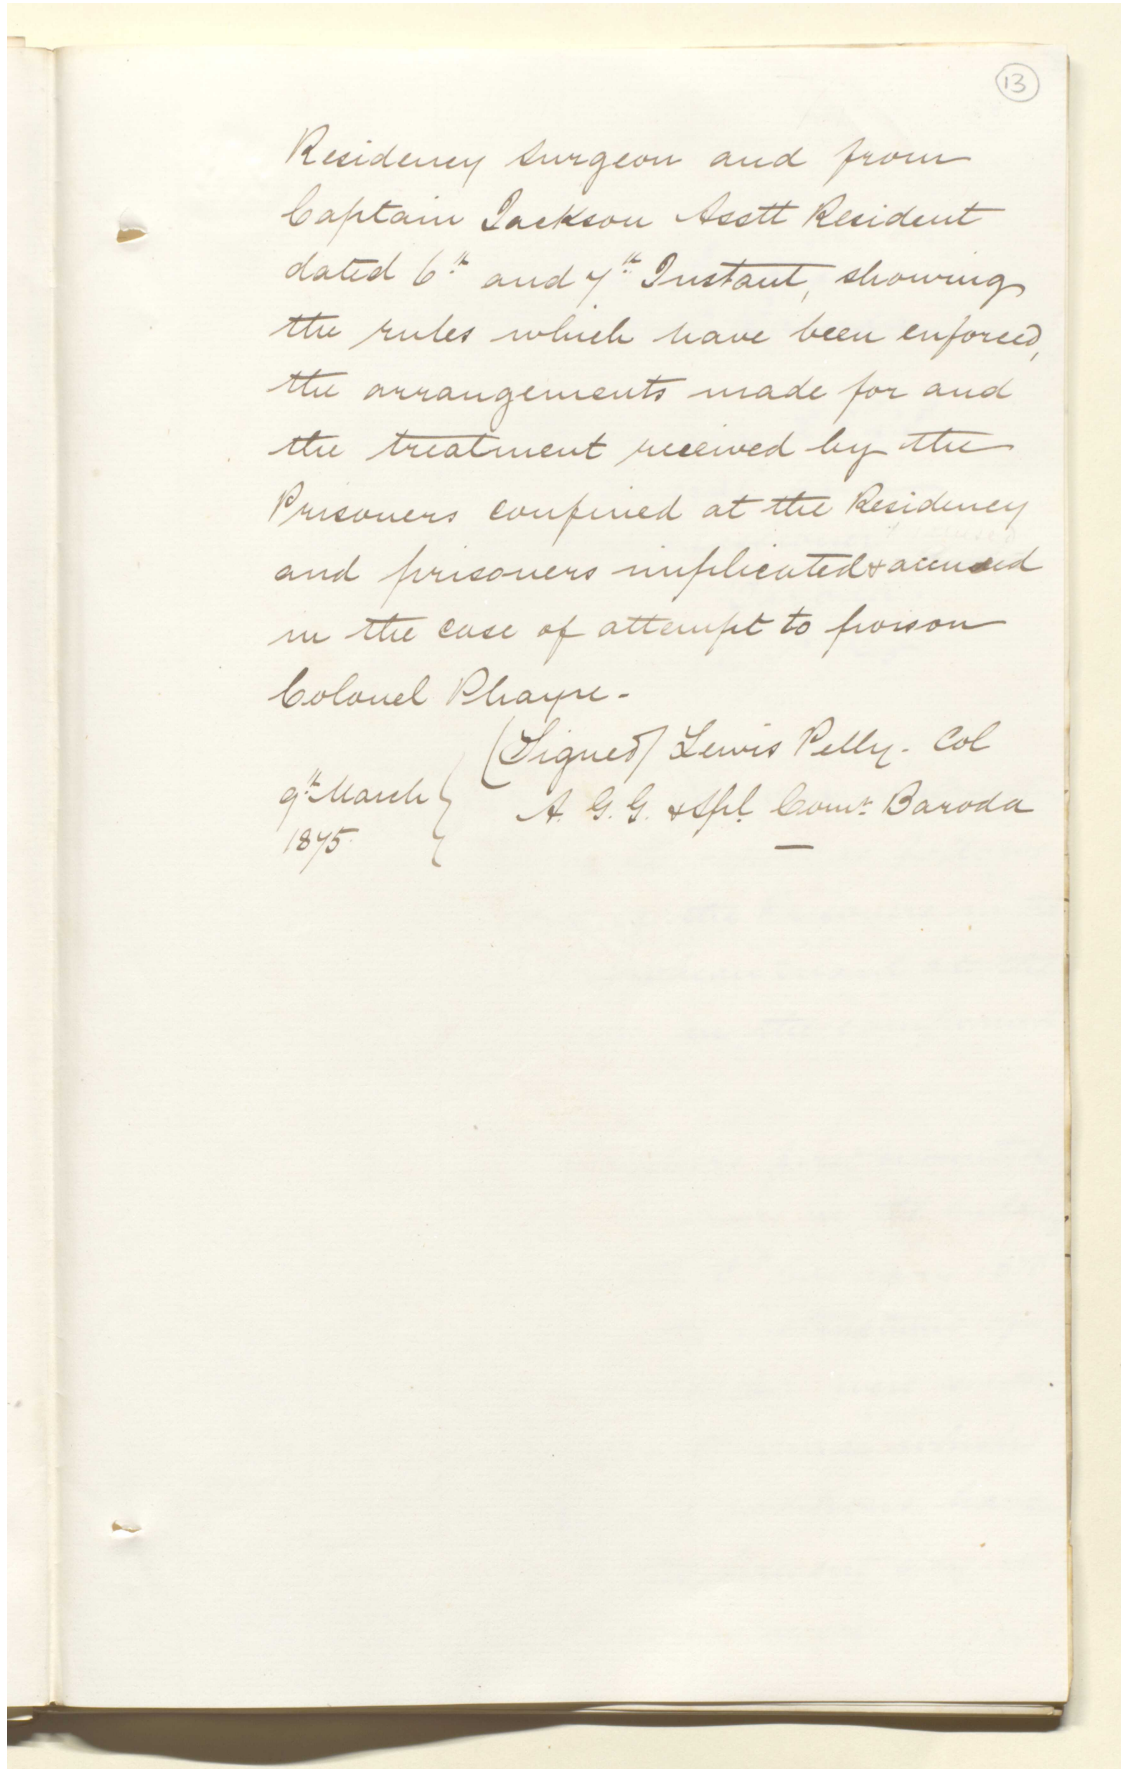 13
Residency Surgeon and from
Captain Jackson Asstt Resident
dated 6th and 7th Instant, showing
the rules which have been enforced,
the arrangements made for and
the treatment received by the
Prisoners confined at the Residency
and prisoners implicated & accused
in the case of attempt to poison
Colonel Phayre -
(Signed) Lewis Pelly - Col
9th March
A. G. G. & Spl. Comr. Baroda
1875